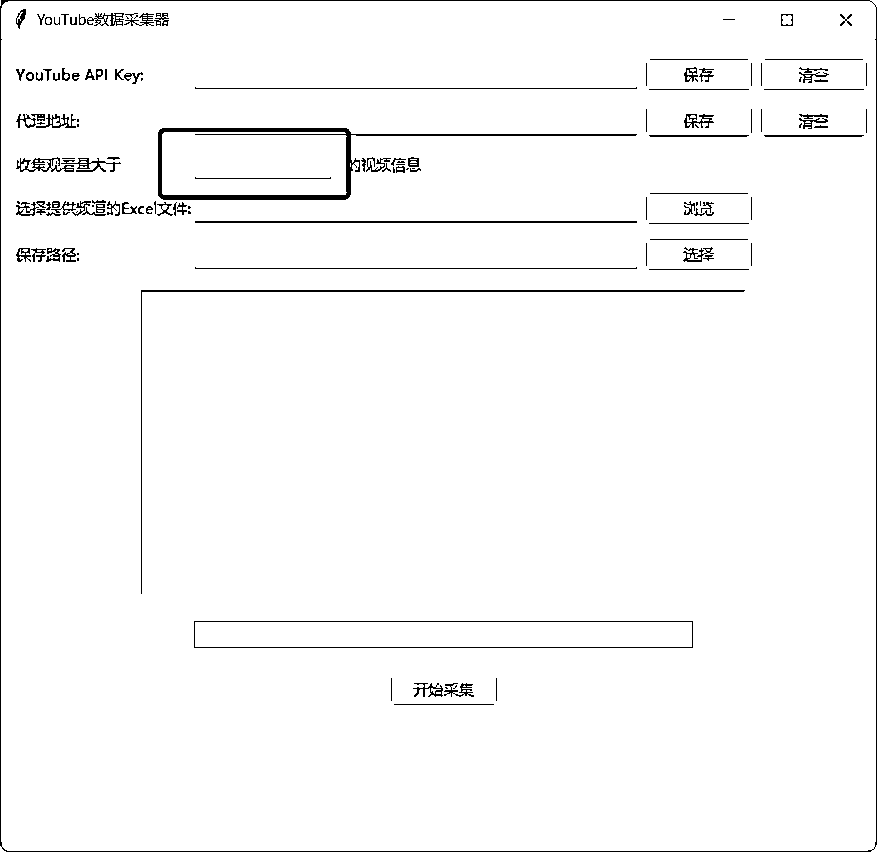 YouTube数据采集器
YouTube API Key: 保存 清空
代理地址: 保存 清空
收集观看量大于 的视频信息
选择提供频道的Excel文件: 浏览
保存路径: 选择
开始采集